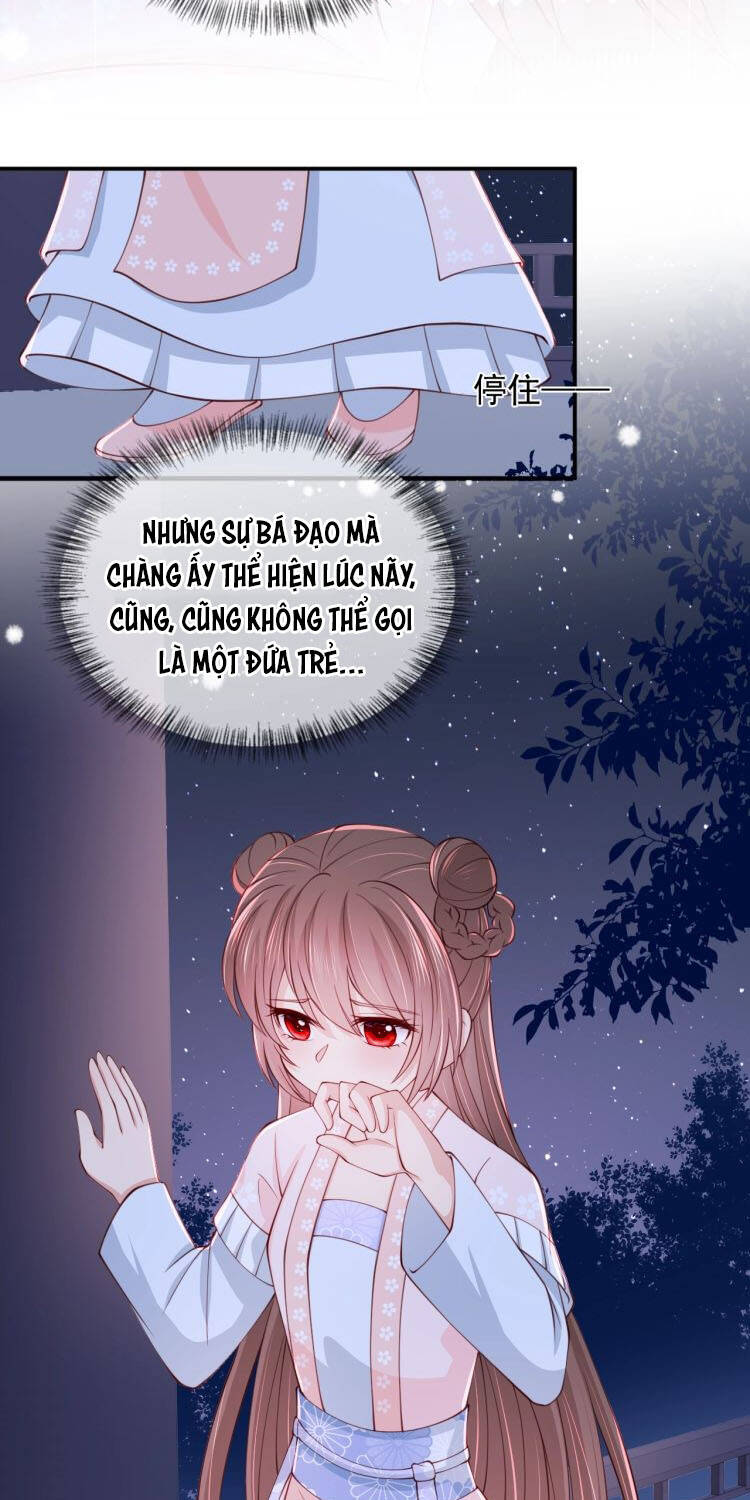 停住——
NHƯNG SỰ BÁ ĐẠO MÀ
CHÀNG ẤY THỂ HIỆN LÚC NÃY,
CŨNG, CŨNG KHÔNG THỂ GỌI
LÀ MỘT ĐỨA TRẺ...